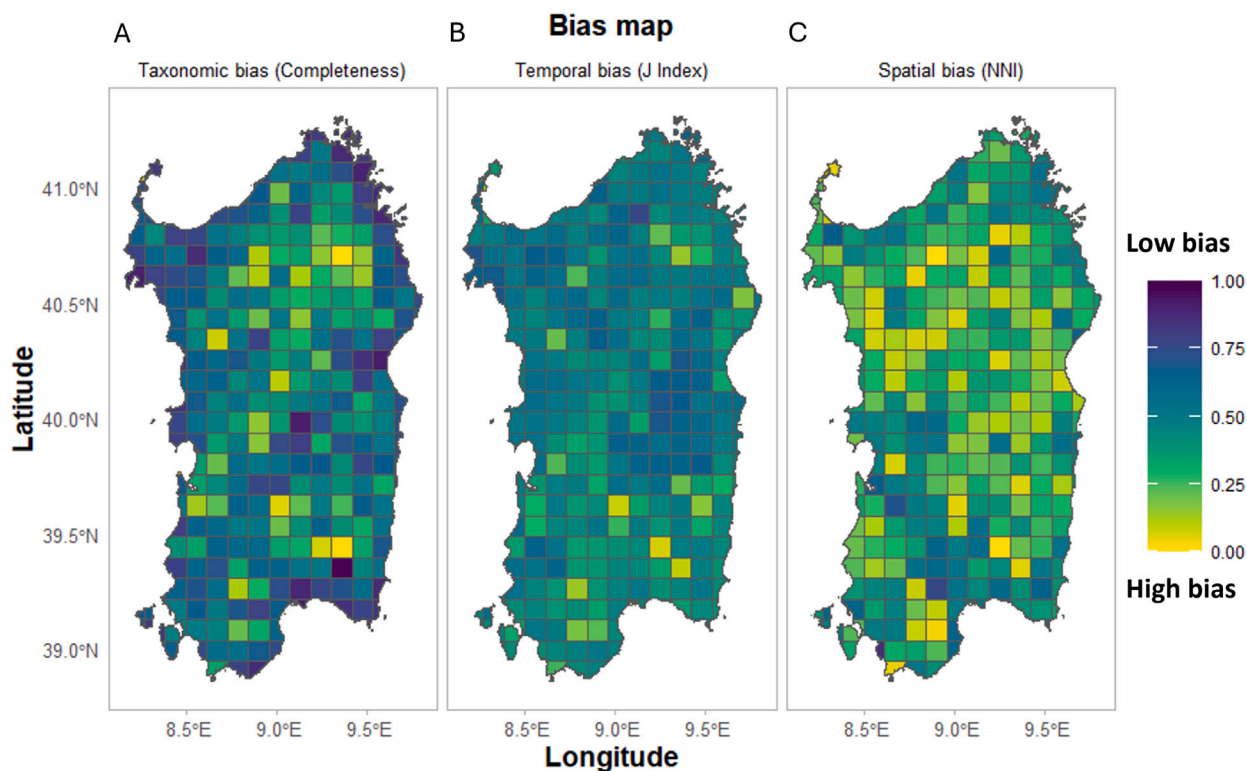 Bias map
A
B
C
Taxonomic bias (Completeness)
Temporal bias (J Index)
Spatial bias (NNI)
Latitude
41.0°N
40.5°N
40.0°N
39.5°N
39.0°N
8.5°E 9.0°E 9.5°E
8.5°E 9.0°E 9.5°E
8.5°E 9.0°E 9.5°E
Longitude
Low bias
1.00
0.75
0.50
0.25
0.00
High bias